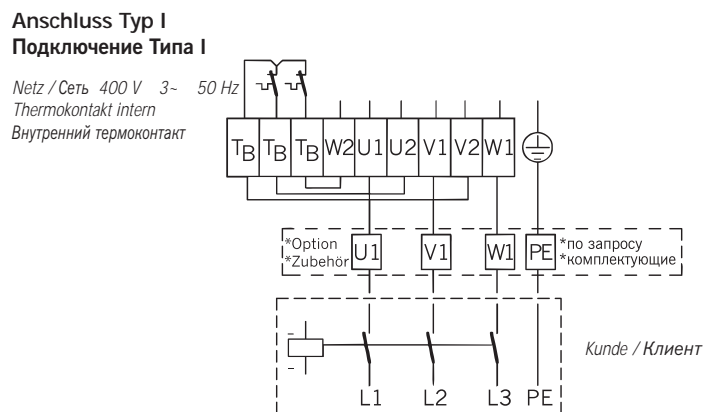 Anschluss Typ I
Подключение Типа I
Netz / Сеть 400 V 3~ 50 Hz
Thermokontakt intern
Внутренний термоконтакт
TB TB TB W2 U1 U2 V1 V2 W1
*Option
*Zubehör
U1 V1 W1 PE
*по запросу
*комплектующие
Kunde / Клиент
L1 L2 L3 PE